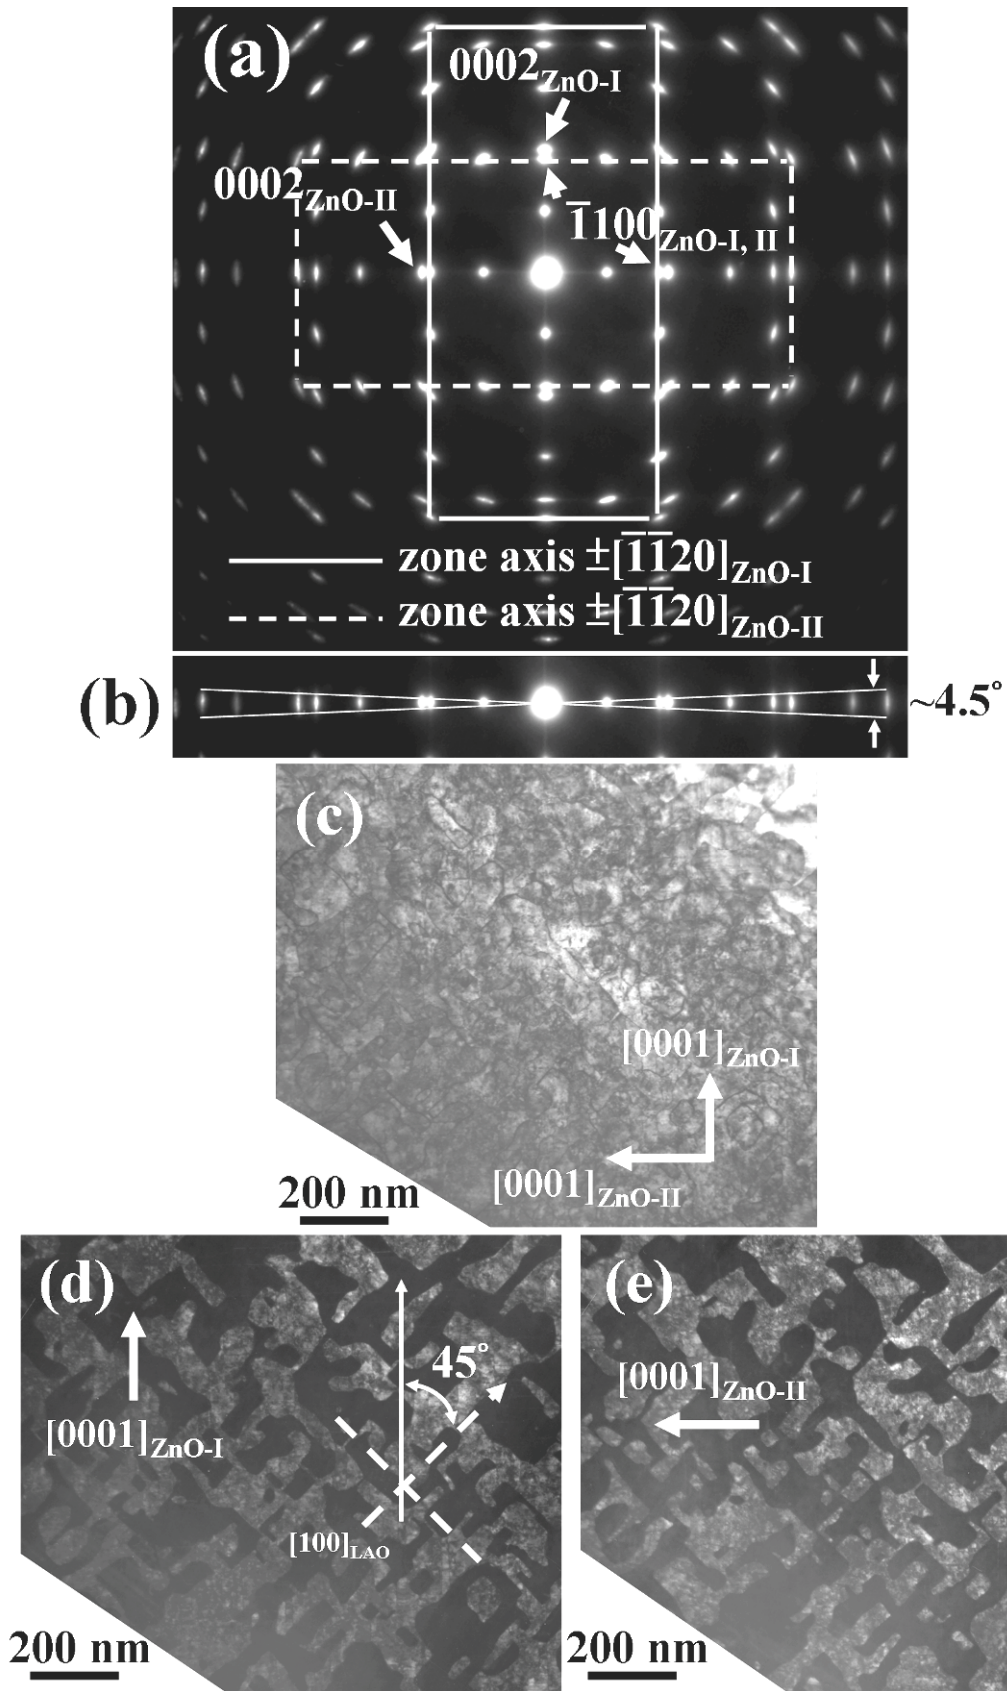 (a)
0002ZnO-I
0002ZnO-II
1̅100ZnO-I, II
zone axis ±[1̅1̅20]ZnO-I
zone axis ±[1̅1̅20]ZnO-II
(b)
~4.5°
(c)
[0001]ZnO-I
[0001]ZnO-II
200 nm
(d)
45°
[0001]ZnO-I
[100]LAO
200 nm
(e)
[0001]ZnO-II
200 nm